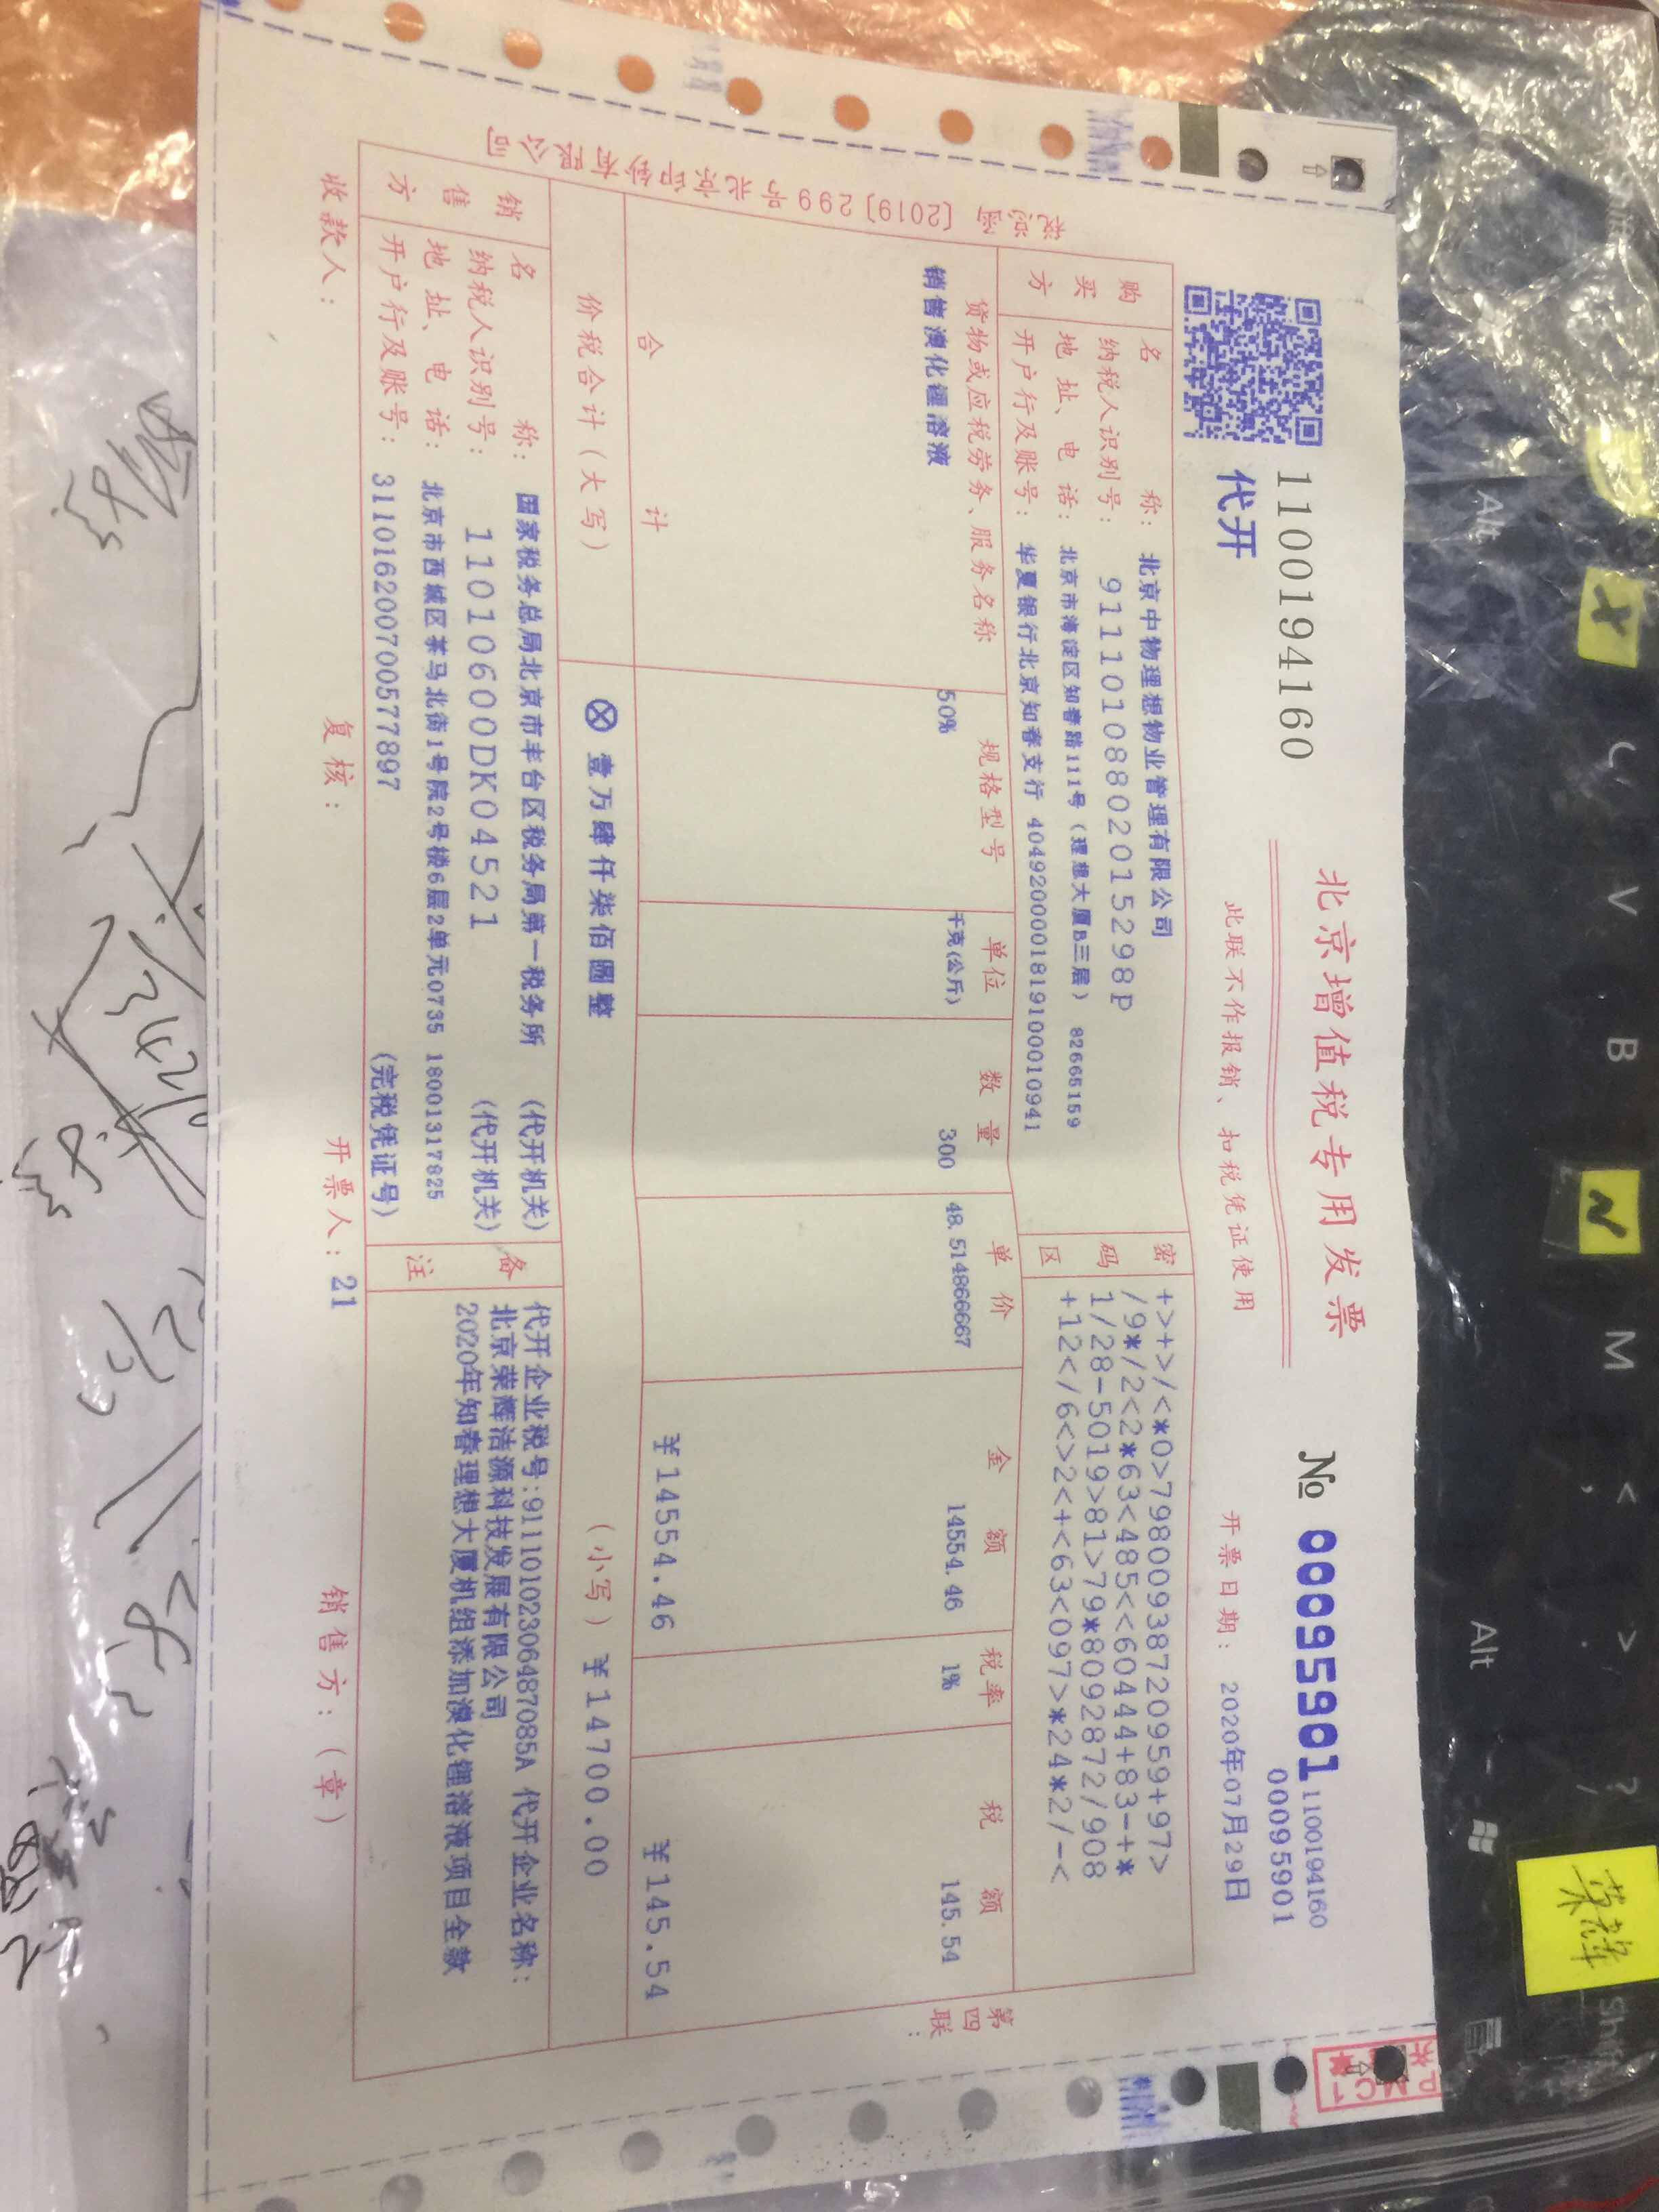 1100194160
北京增值税专用发票
№ 00095901
1100194160
00095901
代开
此联不作报销、扣税凭证使用
开票日期: 2020年07月29日
购买方
名称: 北京中物理想物业管理有限公司
纳税人识别号: 91110108802015298P
地址、电话: 北京市海淀区知春路111号(理想大厦B三层) 82665159
开户行及账号: 华夏银行北京知春支行 4049200001819100010941
密码区
+>+>/<*0>79800938720959+97>
/9*/2<2*63<485<<60444+83-+*
1/28-5019>81>79*8092872/908
+12</6<>2<+<63<097>*24*2/-<
货物或应税劳务、服务名称 规格型号 单位 数量 单价 金额 税率 税额
销售溴化锂溶液 50% 千克(公斤) 300 48.51486667 14554.46 1% 145.54
合计 ¥14554.46 ¥145.54
价税合计(大写) ⊗ 壹万肆仟柒佰圆整 (小写) ¥14700.00
销售方
名称: 国家税务总局北京市丰台区税务局第一税务所 (代开机关)
纳税人识别号: 1101060DK04521 (代开机关)
地址、电话: 北京市西城区茶马北街1号院2号楼6层2单元0735 18001317825
开户行及账号: 311016200700577897 (完税凭证号)
备注
代开企业税号:91110102306487085A 代开企业名称:
北京荣辉洁源科技发展有限公司
2020年知春理想大厦机组添加溴化锂溶液项目全款
收款人: 复核: 开票人: 21 销售方:(章)
第四联:
[2019] 299号北京印钞有限公司
PMC1
Alt
C
V
B
N
M
<
,
>
.
?
/
Alt
Shift
荣辉